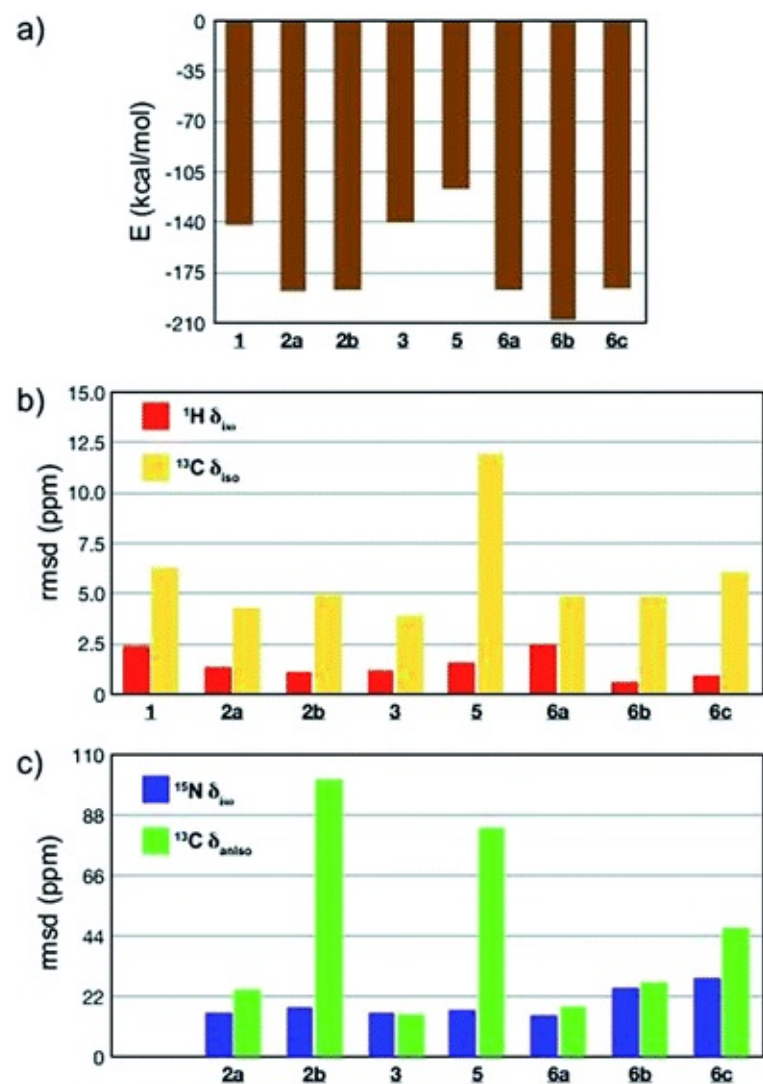 a)
E (kcal/mol)
0
-35
-70
-105
-140
-175
-210
1 2a 2b 3 5 6a 6b 6c
b)
rmsd (ppm)
15.0
12.5
10.0
7.5
5.0
2.5
0
¹H δiso
¹³C δiso
1 2a 2b 3 5 6a 6b 6c
c)
rmsd (ppm)
110
88
66
44
22
0
¹⁵N δiso
¹³C δaniso
2a 2b 3 5 6a 6b 6c